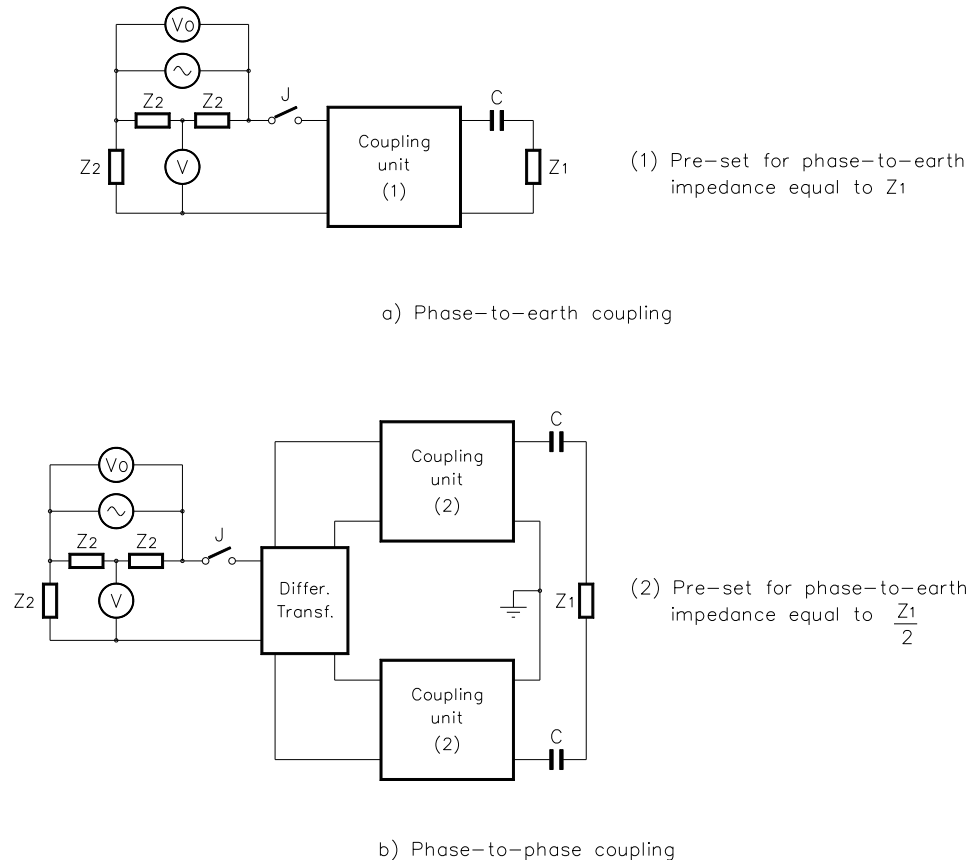 Vo
Z2 Z2 J C
Z2 V Coupling
unit
(1) Z1 (1) Pre-set for phase-to-earth
impedance equal to Z1
a) Phase-to-earth coupling
C
Coupling
unit
(2)
Vo
Z2 Z2 J
Z2 V Differ.
Transf. Z1 (2) Pre-set for phase-to-earth
impedance equal to Z1
2
Coupling
unit
(2)
C
b) Phase-to-phase coupling